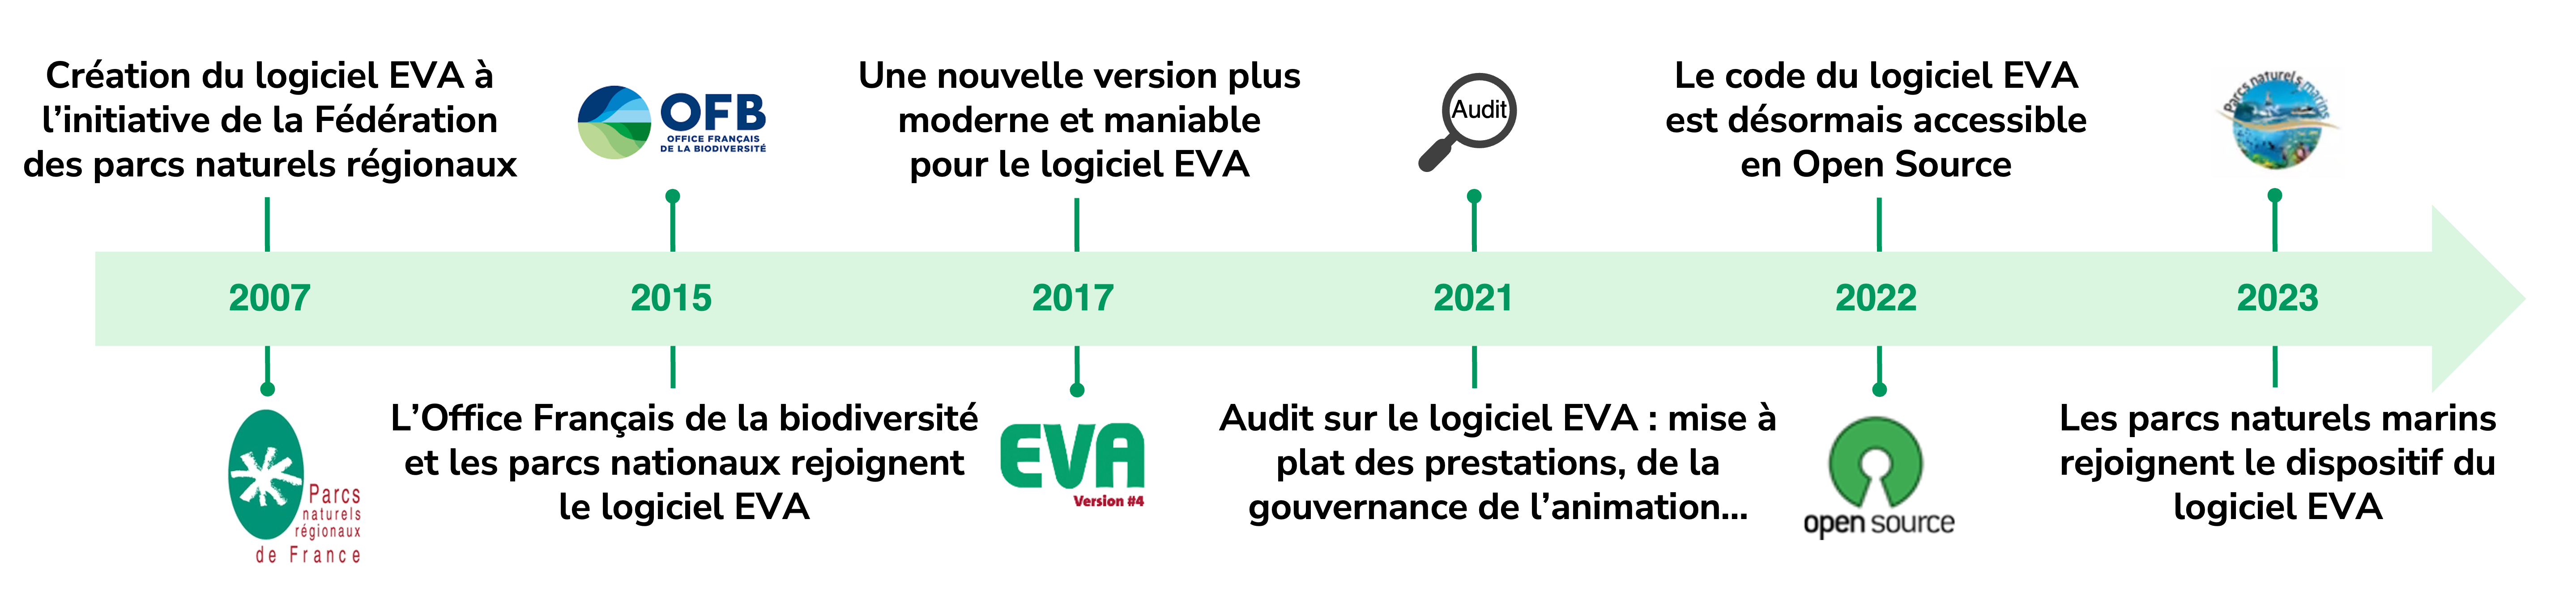 Création du logiciel EVA à
l’initiative de la Fédération
des parcs naturels régionaux
2007
Parcs
naturels
régionaux
de France
OFB
OFFICE FRANÇAIS
DE LA BIODIVERSITÉ
2015
L’Office Français de la biodiversité
et les parcs nationaux rejoignent
le logiciel EVA
Une nouvelle version plus
moderne et maniable
pour le logiciel EVA
2017
EVA
Version #4
Audit
2021
Audit sur le logiciel EVA : mise à
plat des prestations, de la
gouvernance de l’animation...
Le code du logiciel EVA
est désormais accessible
en Open Source
2022
open source
Parcs naturels marins
2023
Les parcs naturels marins
rejoignent le dispositif du
logiciel EVA